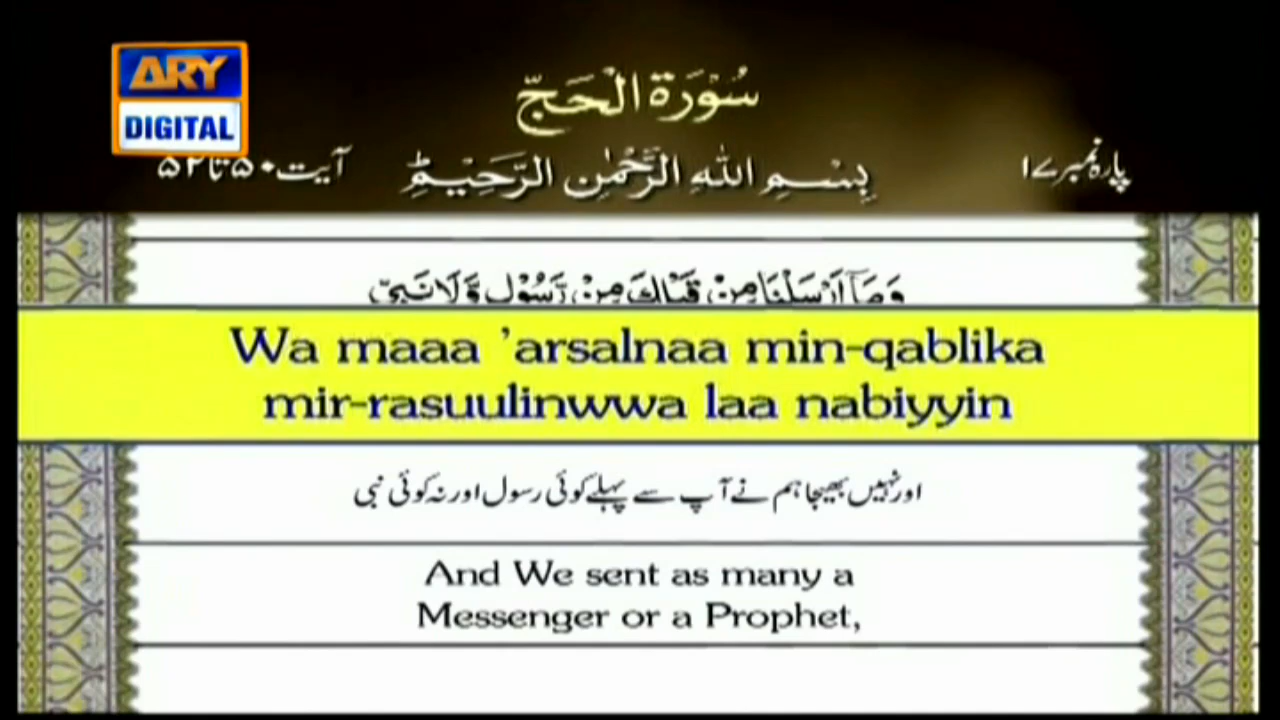 ARY
DIGITAL
سُوْرَۃُ الْحَجّ
پارہ نمبر ۱۷
بِسْمِ اللهِ الرَّحْمٰنِ الرَّحِيْمِ
آیت ۵۰ تا ۵۲
وَمَآ اَرْسَلْنَا مِنْ قَبْلِكَ مِنْ رَّسُوْلٍ وَّلَا نَبِيٍّ
Wa maaa ’arsalnaa min-qablika
mir-rasuulinwwa laa nabiyyin
اور نہیں بھیجا ہم نے آپ سے پہلے کوئی رسول اور نہ کوئی نبی
And We sent as many a
Messenger or a Prophet,